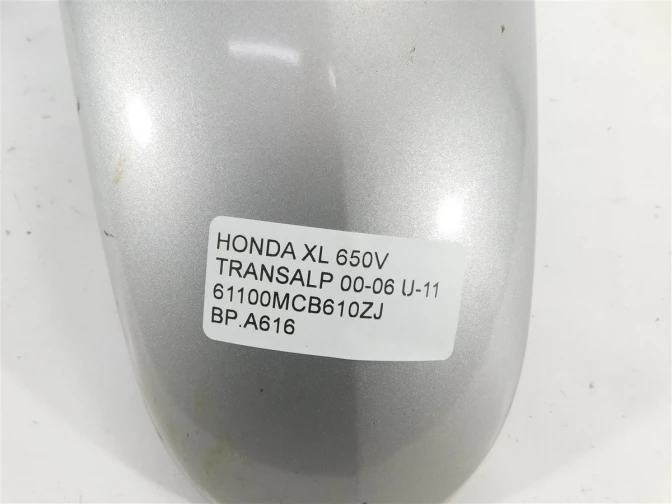 HONDA XL 650V
TRANSALP 00-06 U-11
61100MCB610ZJ
BP.A616